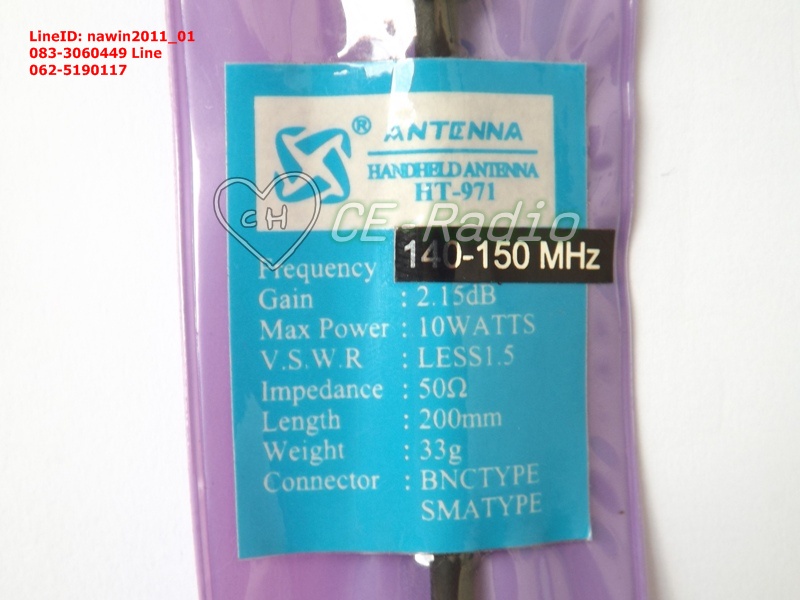 LineID: nawin2011_01
083-3060449 Line
062-5190117
® ANTENNA
HANDHELD ANTENNA
HT-971
CH CE-Radio
Frequency 140-150 MHz
Gain : 2.15dB
Max Power : 10WATTS
V.S.W.R : LESS1.5
Impedance : 50Ω
Length : 200mm
Weight : 33g
Connector : BNCTYPE
SMATYPE